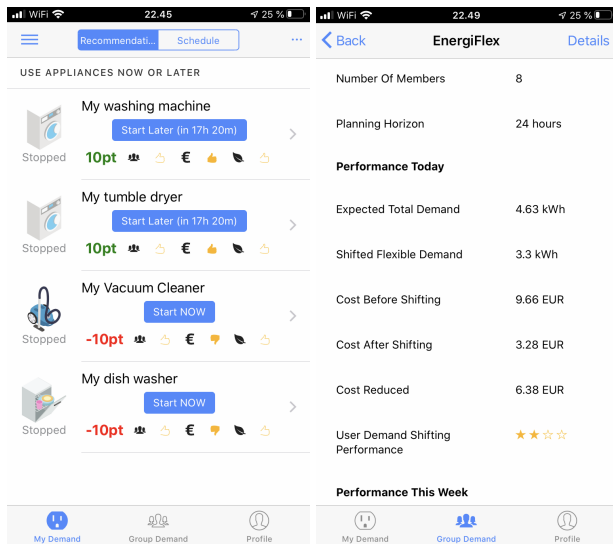 WiFi 22.45 25 %
Recommendati... Schedule ...
USE APPLIANCES NOW OR LATER
My washing machine
Start Later (in 17h 20m)
Stopped
10pt €
My tumble dryer
Start Later (in 17h 20m)
Stopped
10pt €
My Vacuum Cleaner
Start NOW
Stopped
-10pt €
My dish washer
Start NOW
Stopped
-10pt €
My Demand Group Demand Profile
WiFi 22.49 25 %
Back EnergiFlex Details
Number Of Members 8
Planning Horizon 24 hours
Performance Today
Expected Total Demand 4.63 kWh
Shifted Flexible Demand 3.3 kWh
Cost Before Shifting 9.66 EUR
Cost After Shifting 3.28 EUR
Cost Reduced 6.38 EUR
User Demand Shifting
Performance
Performance This Week
My Demand Group Demand Profile